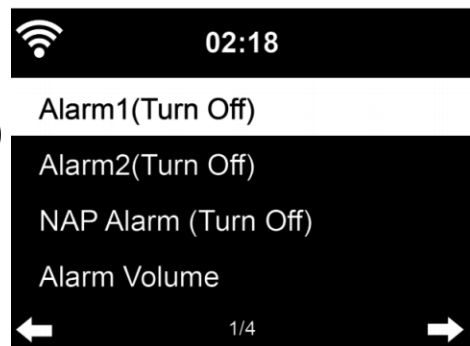 02:18
Alarm1(Turn Off)
Alarm2(Turn Off)
NAP Alarm (Turn Off)
Alarm Volume
1/4